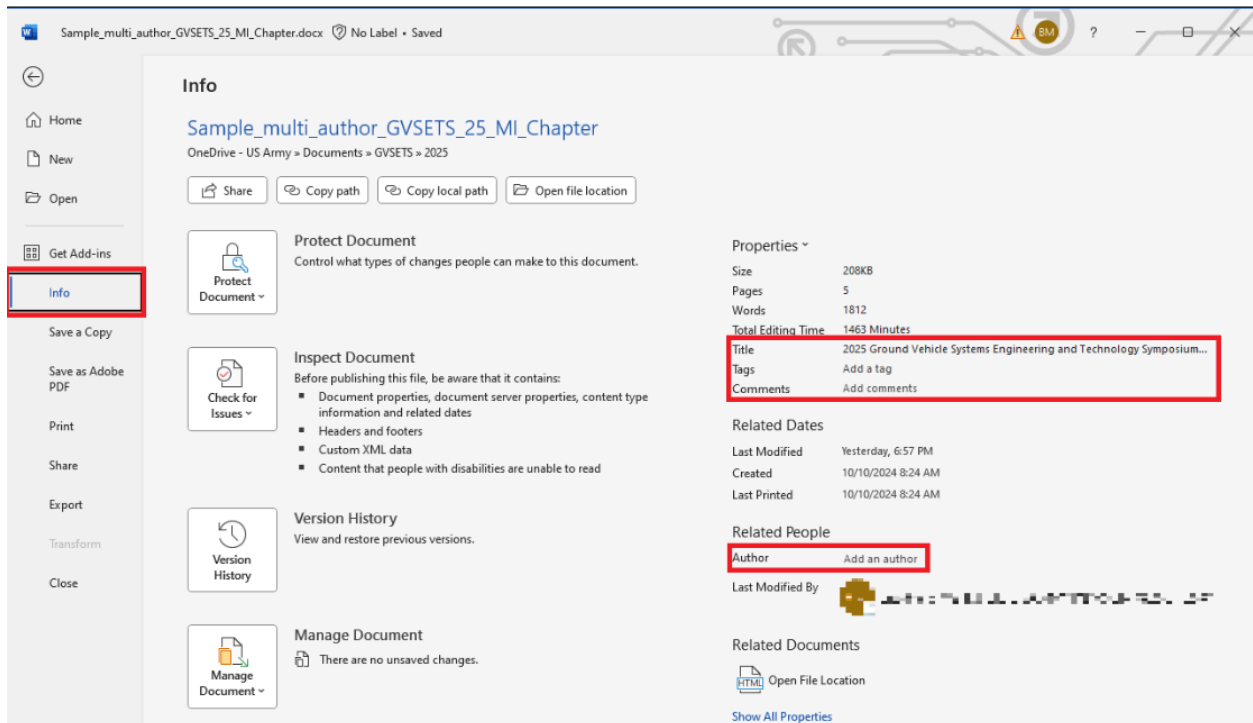 Sample_multi_author_GVSETS_25_MI_Chapter.docx No Label • Saved
BM
?
Info
Home
New
Open
Get Add-ins
Info
Save a Copy
Save as Adobe
PDF
Print
Share
Export
Transform
Close
Sample_multi_author_GVSETS_25_MI_Chapter
OneDrive - US Army » Documents » GVSETS » 2025
Share
Copy path
Copy local path
Open file location
Protect
Document
Protect Document
Control what types of changes people can make to this document.
Check for
Issues
Inspect Document
Before publishing this file, be aware that it contains:
▪ Document properties, document server properties, content type
information and related dates
▪ Headers and footers
▪ Custom XML data
▪ Content that people with disabilities are unable to read
Version
History
Version History
View and restore previous versions.
Manage
Document
Manage Document
There are no unsaved changes.
Properties
Size 208KB
Pages 5
Words 1812
Total Editing Time 1463 Minutes
Title 2025 Ground Vehicle Systems Engineering and Technology Symposium...
Tags Add a tag
Comments Add comments
Related Dates
Last Modified Yesterday, 6:57 PM
Created 10/10/2024 8:24 AM
Last Printed 10/10/2024 8:24 AM
Related People
Author Add an author
Last Modified By
Related Documents
HTML Open File Location
Show All Properties